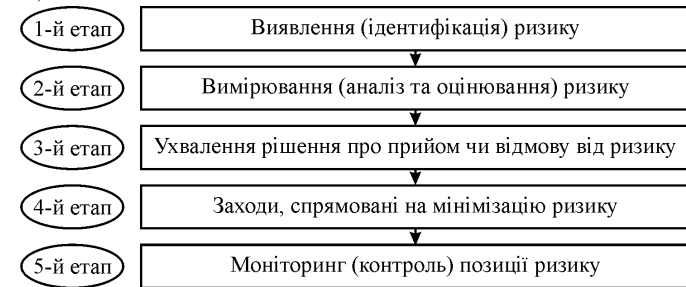 1-й етап Виявлення (ідентифікація) ризику
2-й етап Вимірювання (аналіз та оцінювання) ризику
3-й етап Ухвалення рішення про прийом чи відмову від ризику
4-й етап Заходи, спрямовані на мінімізацію ризику
5-й етап Моніторинг (контроль) позиції ризику